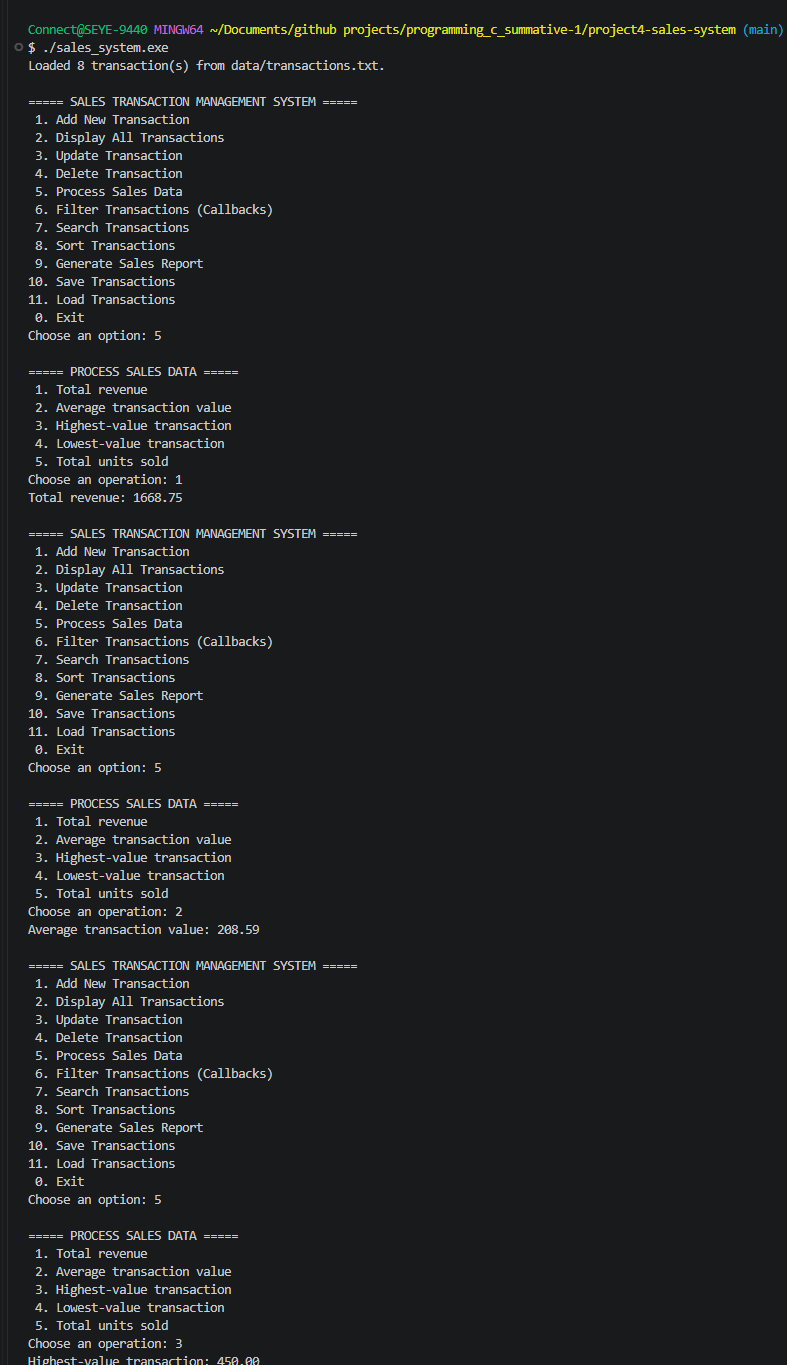 Connect@SEYE-9440 MINGW64 ~/Documents/github projects/programming_c_summative-1/project4-sales-system (main)
$ ./sales_system.exe
Loaded 8 transaction(s) from data/transactions.txt.

===== SALES TRANSACTION MANAGEMENT SYSTEM =====
 1. Add New Transaction
 2. Display All Transactions
 3. Update Transaction
 4. Delete Transaction
 5. Process Sales Data
 6. Filter Transactions (Callbacks)
 7. Search Transactions
 8. Sort Transactions
 9. Generate Sales Report
10. Save Transactions
11. Load Transactions
 0. Exit
Choose an option: 5

===== PROCESS SALES DATA =====
 1. Total revenue
 2. Average transaction value
 3. Highest-value transaction
 4. Lowest-value transaction
 5. Total units sold
Choose an operation: 1
Total revenue: 1668.75

===== SALES TRANSACTION MANAGEMENT SYSTEM =====
 1. Add New Transaction
 2. Display All Transactions
 3. Update Transaction
 4. Delete Transaction
 5. Process Sales Data
 6. Filter Transactions (Callbacks)
 7. Search Transactions
 8. Sort Transactions
 9. Generate Sales Report
10. Save Transactions
11. Load Transactions
 0. Exit
Choose an option: 5

===== PROCESS SALES DATA =====
 1. Total revenue
 2. Average transaction value
 3. Highest-value transaction
 4. Lowest-value transaction
 5. Total units sold
Choose an operation: 2
Average transaction value: 208.59

===== SALES TRANSACTION MANAGEMENT SYSTEM =====
 1. Add New Transaction
 2. Display All Transactions
 3. Update Transaction
 4. Delete Transaction
 5. Process Sales Data
 6. Filter Transactions (Callbacks)
 7. Search Transactions
 8. Sort Transactions
 9. Generate Sales Report
10. Save Transactions
11. Load Transactions
 0. Exit
Choose an option: 5

===== PROCESS SALES DATA =====
 1. Total revenue
 2. Average transaction value
 3. Highest-value transaction
 4. Lowest-value transaction
 5. Total units sold
Choose an operation: 3
Highest-value transaction: 450.00